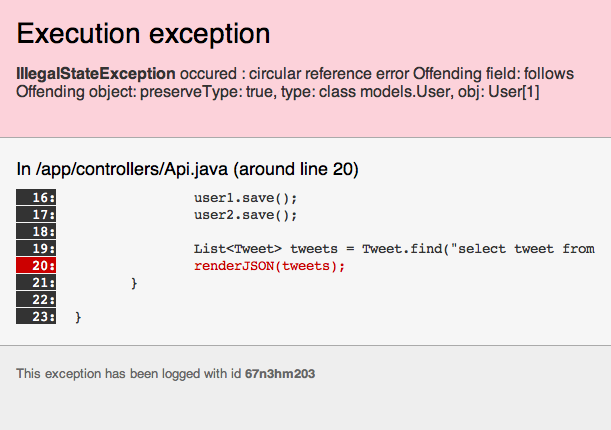 Execution exception
IllegalStateException occured : circular reference error Offending field: follows
Offending object: preserveType: true, type: class models.User, obj: User[1]
In /app/controllers/Api.java (around line 20)
16: user1.save();
17: user2.save();
18:
19: List<Tweet> tweets = Tweet.find("select tweet from
20: renderJSON(tweets);
21: }
22:
23: }
This exception has been logged with id 67n3hm203